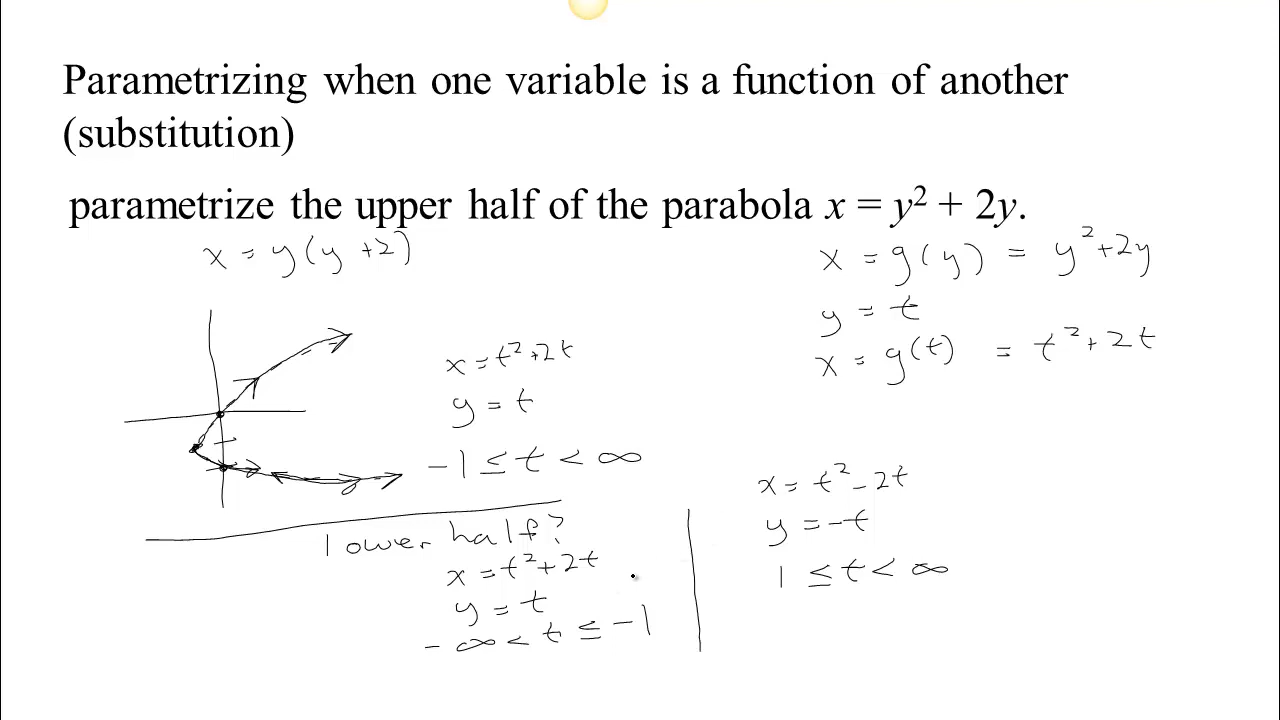 Parametrizing when one variable is a function of another
(substitution)
parametrize the upper half of the parabola x = y² + 2y.
x = y(y+2)
x = g(y) = y²+2y
y = t
x = g(t) = t²+2t
x = t²+2t
y = t
-1 ≤ t < ∞
lower half?
x = t²+2t
y = t
-∞ < t ≤ -1
x = t²-2t
y = -t
1 ≤ t < ∞